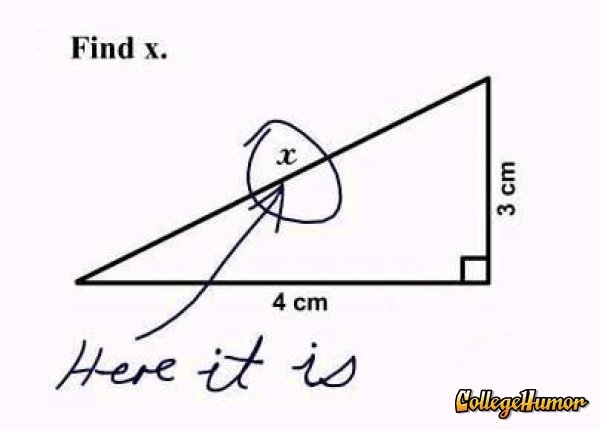 Find x.
x
3 cm
4 cm
Here it is
CollegeHumor